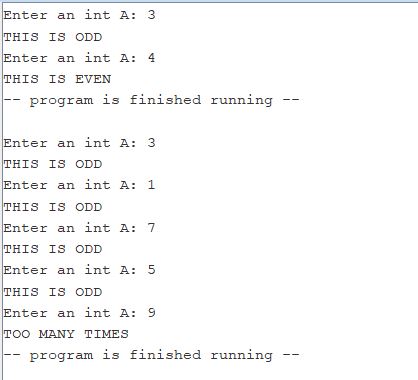 Enter an int A: 3
THIS IS ODD
Enter an int A: 4
THIS IS EVEN
-- program is finished running --
Enter an int A: 3
THIS IS ODD
Enter an int A: 1
THIS IS ODD
Enter an int A: 7
THIS IS ODD
Enter an int A: 5
THIS IS ODD
Enter an int A: 9
TOO MANY TIMES
-- program is finished running --